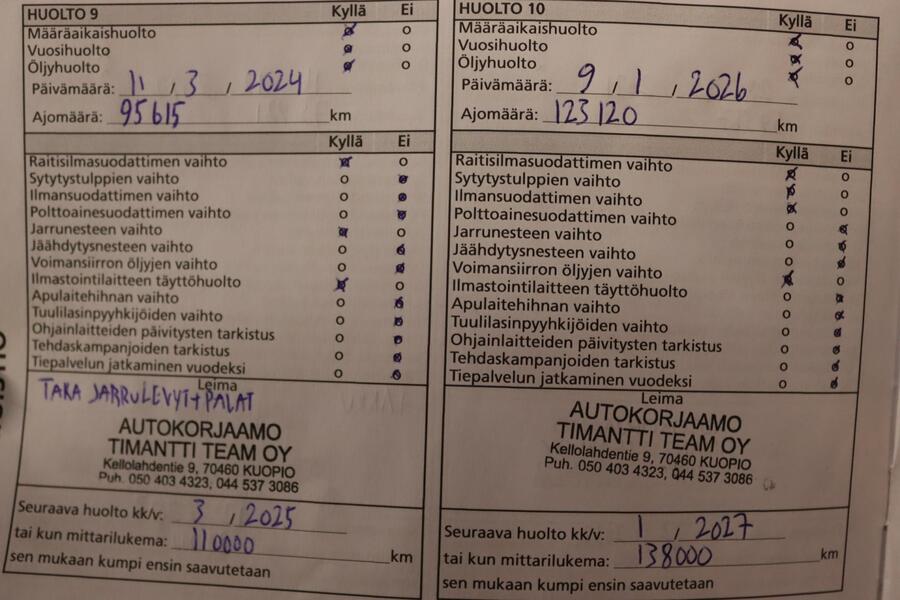 HUOLTO 9 Kyllä Ei
Määräaikaishuolto
Vuosihuolto
Öljyhuolto
Päivämäärä: 11 , 3 , 2024
Ajomäärä: 95615 km
Kyllä Ei
Raitisilmasuodattimen vaihto
Sytytystulppien vaihto
Ilmansuodattimen vaihto
Polttoainesuodattimen vaihto
Jarrunesteen vaihto
Jäähdytysnesteen vaihto
Voimansiirron öljyjen vaihto
Ilmastointilaitteen täyttöhuolto
Apulaitehihnan vaihto
Tuulilasinpyyhkijöiden vaihto
Ohjainlaitteiden päivitysten tarkistus
Tehdaskampanjoiden tarkistus
Tiepalvelun jatkaminen vuodeksi
Leima
TAKA JARRULEVYT+PALAT
AUTOKORJAAMO
TIMANTTI TEAM OY
Kellolahdentie 9, 70460 KUOPIO
Puh. 050 403 4323, 044 537 3086
Seuraava huolto kk/v: 3 , 2025
tai kun mittarilukema: 110000 km
sen mukaan kumpi ensin saavutetaan
HUOLTO 10 Kyllä Ei
Määräaikaishuolto
Vuosihuolto
Öljyhuolto
Päivämäärä: 9 , 1 , 2026
Ajomäärä: 123120 km
Kyllä Ei
Raitisilmasuodattimen vaihto
Sytytystulppien vaihto
Ilmansuodattimen vaihto
Polttoainesuodattimen vaihto
Jarrunesteen vaihto
Jäähdytysnesteen vaihto
Voimansiirron öljyjen vaihto
Ilmastointilaitteen täyttöhuolto
Apulaitehihnan vaihto
Tuulilasinpyyhkijöiden vaihto
Ohjainlaitteiden päivitysten tarkistus
Tehdaskampanjoiden tarkistus
Tiepalvelun jatkaminen vuodeksi
Leima
AUTOKORJAAMO
TIMANTTI TEAM OY
Kellolahdentie 9, 70460 KUOPIO
Puh. 050 403 4323, 044 537 3086
Seuraava huolto kk/v: 1 , 2027
tai kun mittarilukema: 138000 km
sen mukaan kumpi ensin saavutetaan